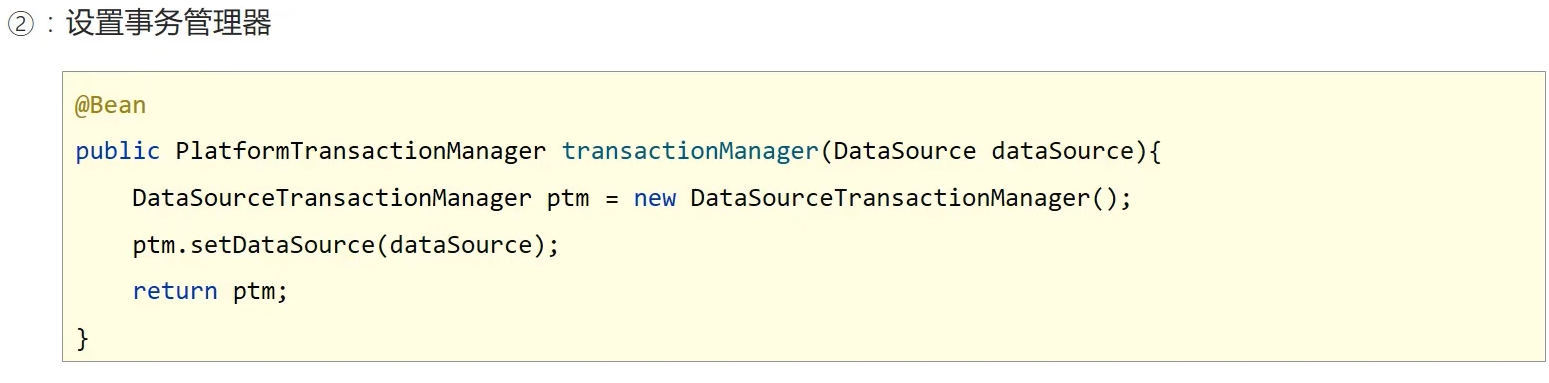 ②：设置事务管理器
@Bean
public PlatformTransactionManager transactionManager(DataSource dataSource){
    DataSourceTransactionManager ptm = new DataSourceTransactionManager();
    ptm.setDataSource(dataSource);
    return ptm;
}